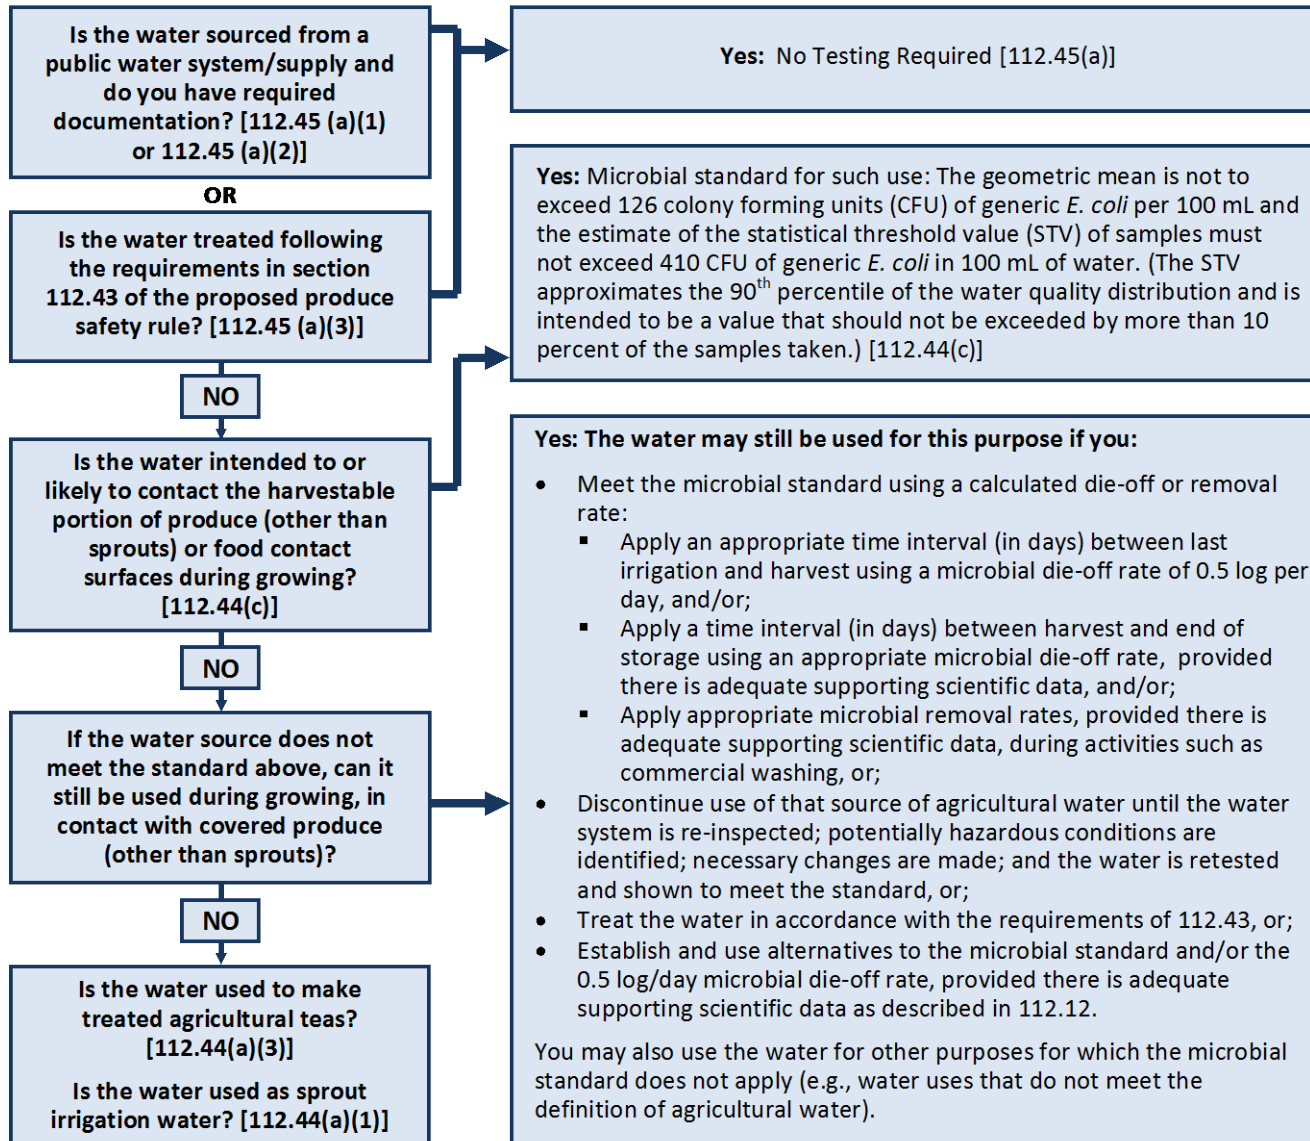 Is the water sourced from a
public water system/supply and
do you have required
documentation? [112.45 (a)(1)
or 112.45 (a)(2)]
Yes: No Testing Required [112.45(a)]
OR
Is the water treated following
the requirements in section
112.43 of the proposed produce
safety rule? [112.45 (a)(3)]
Yes: Microbial standard for such use: The geometric mean is not to
exceed 126 colony forming units (CFU) of generic E. coli per 100 mL and
the estimate of the statistical threshold value (STV) of samples must
not exceed 410 CFU of generic E. coli in 100 mL of water. (The STV
approximates the 90th percentile of the water quality distribution and is
intended to be a value that should not be exceeded by more than 10
percent of the samples taken.) [112.44(c)]
NO
Is the water intended to or
likely to contact the harvestable
portion of produce (other than
sprouts) or food contact
surfaces during growing?
[112.44(c)]
NO
If the water source does not
meet the standard above, can it
still be used during growing, in
contact with covered produce
(other than sprouts)?
Yes: The water may still be used for this purpose if you:
• Meet the microbial standard using a calculated die-off or removal
rate:
▪ Apply an appropriate time interval (in days) between last
irrigation and harvest using a microbial die-off rate of 0.5 log per
day, and/or;
▪ Apply a time interval (in days) between harvest and end of
storage using an appropriate microbial die-off rate, provided
there is adequate supporting scientific data, and/or;
▪ Apply appropriate microbial removal rates, provided there is
adequate supporting scientific data, during activities such as
commercial washing, or;
• Discontinue use of that source of agricultural water until the water
system is re-inspected; potentially hazardous conditions are
identified; necessary changes are made; and the water is retested
and shown to meet the standard, or;
• Treat the water in accordance with the requirements of 112.43, or;
• Establish and use alternatives to the microbial standard and/or the
0.5 log/day microbial die-off rate, provided there is adequate
supporting scientific data as described in 112.12.
You may also use the water for other purposes for which the microbial
standard does not apply (e.g., water uses that do not meet the
definition of agricultural water).
NO
Is the water used to make
treated agricultural teas?
[112.44(a)(3)]
Is the water used as sprout
irrigation water? [112.44(a)(1)]